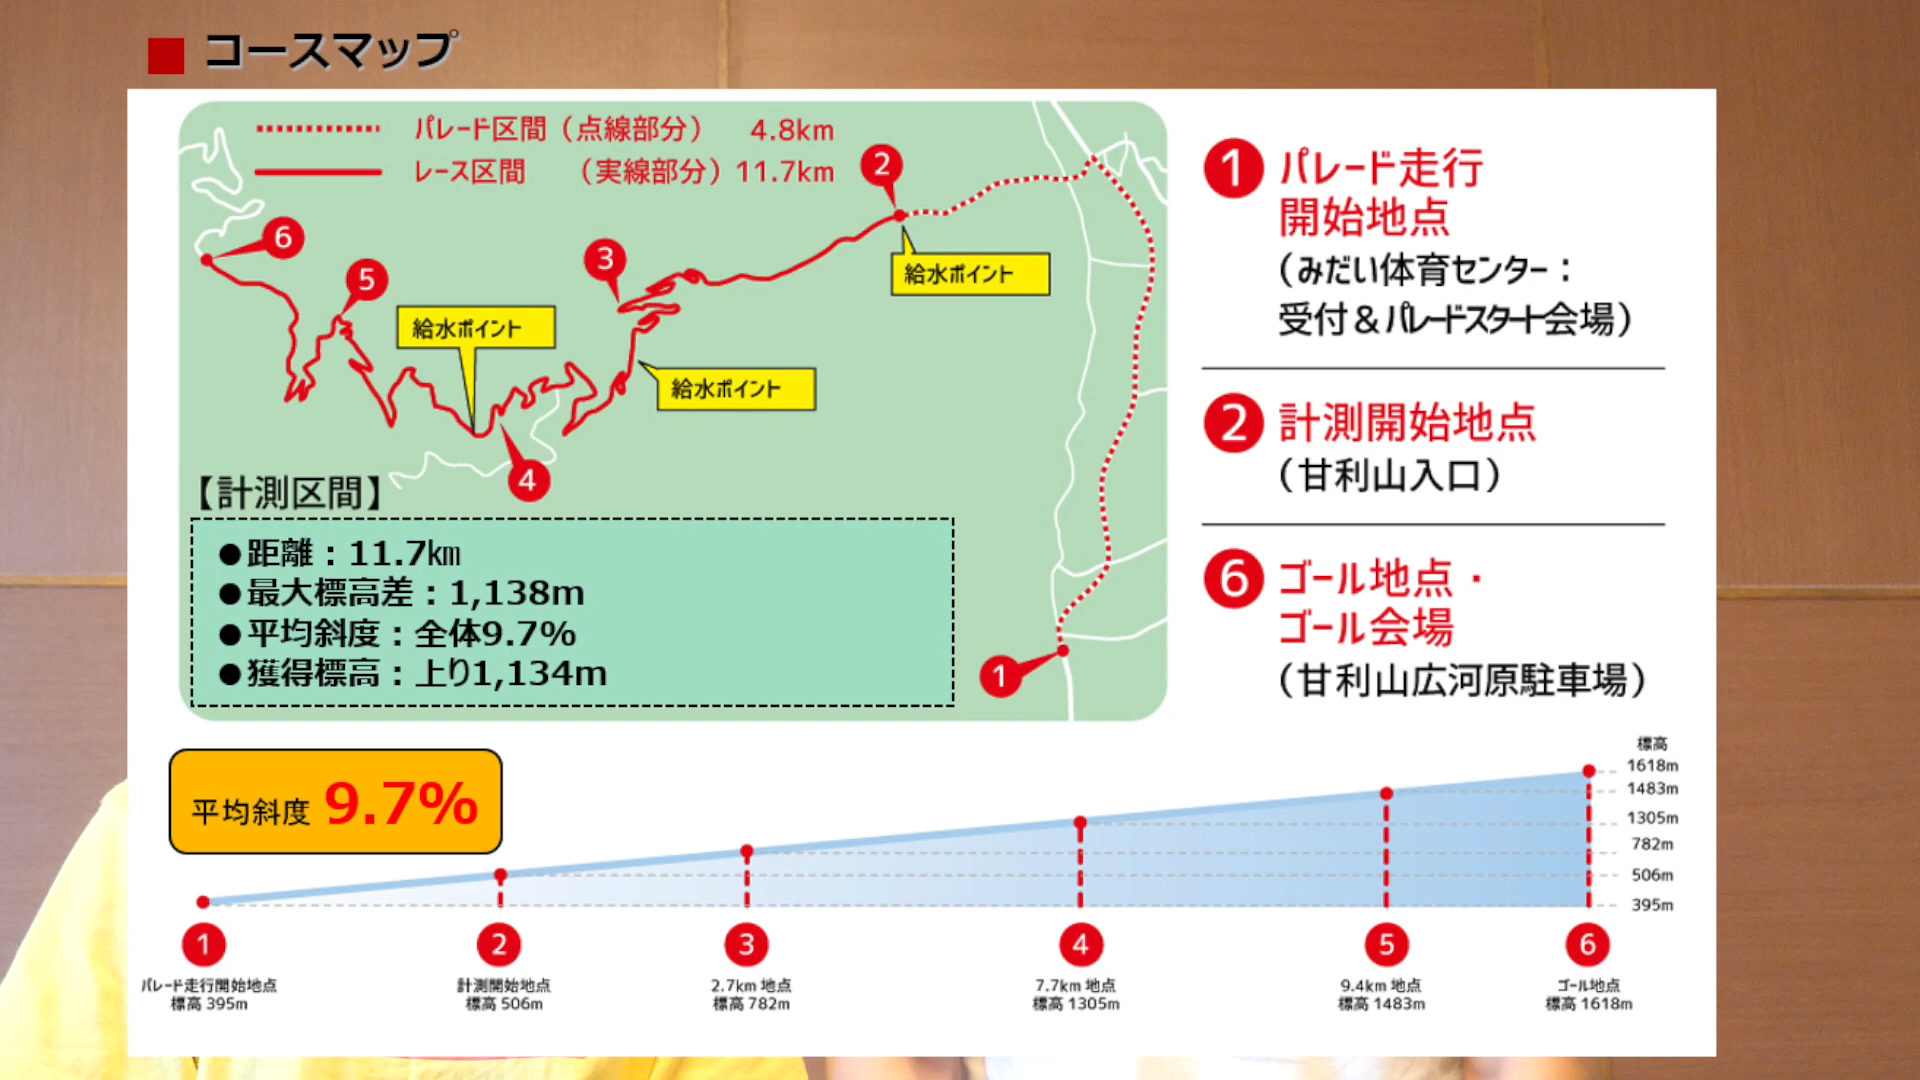 コースマップ
パレード区間（点線部分） 4.8km
レース区間 （実線部分）11.7km
2
6
3
5
給水ポイント
給水ポイント
給水ポイント
4
1
【計測区間】
●距離：11.7㎞
●最大標高差：1,138m
●平均斜度：全体9.7%
●獲得標高：上り1,134m
1 パレード走行
開始地点
（みだい体育センター：
受付＆パレードスタート会場）
2 計測開始地点
（甘利山入口）
6 ゴール地点・
ゴール会場
（甘利山広河原駐車場）
平均斜度 9.7%
標高
1618m
1483m
1305m
782m
506m
395m
1
パレード走行開始地点
標高 395m
2
計測開始地点
標高 506m
3
2.7km 地点
標高 782m
4
7.7km 地点
標高 1305m
5
9.4km 地点
標高 1483m
6
ゴール地点
標高 1618m